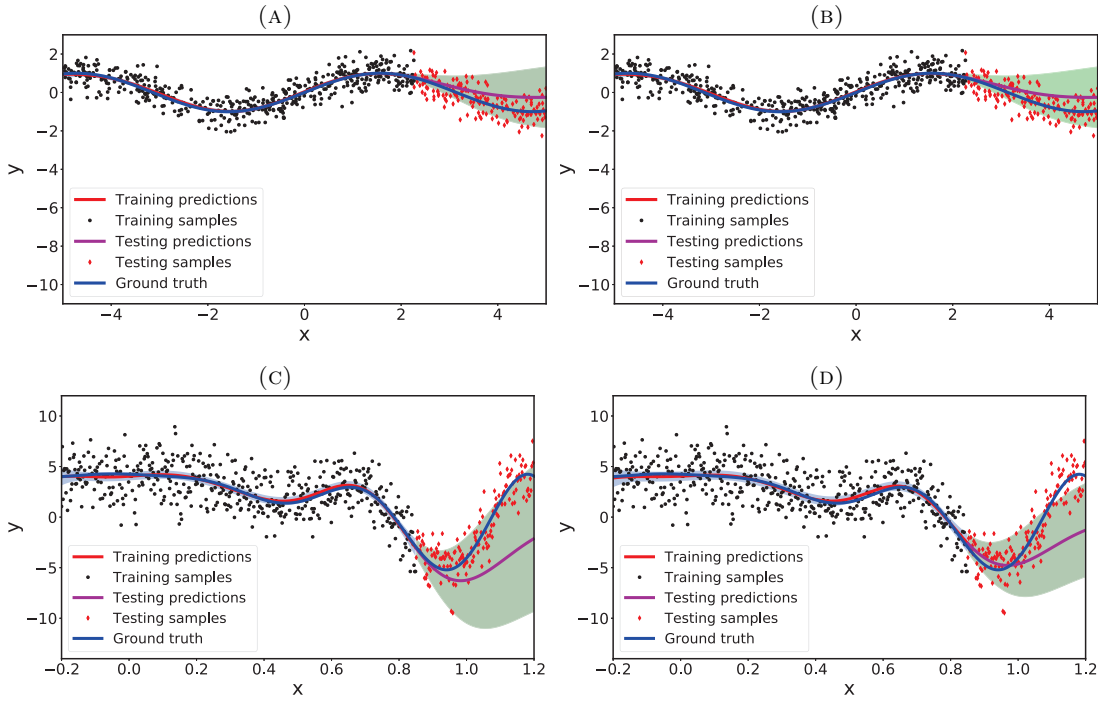 (A)
2
0
−2
−4
−6
−8
−10
y
Training predictions
Training samples
Testing predictions
Testing samples
Ground truth
−4
−2
0
2
4
x
(B)
2
0
−2
−4
−6
−8
−10
y
Training predictions
Training samples
Testing predictions
Testing samples
Ground truth
−4
−2
0
2
4
x
(C)
10
5
0
−5
−10
y
Training predictions
Training samples
Testing predictions
Testing samples
Ground truth
−0.2
0.0
0.2
0.4
0.6
0.8
1.0
1.2
x
(D)
10
5
0
−5
−10
y
Training predictions
Training samples
Testing predictions
Testing samples
Ground truth
−0.2
0.0
0.2
0.4
0.6
0.8
1.0
1.2
x